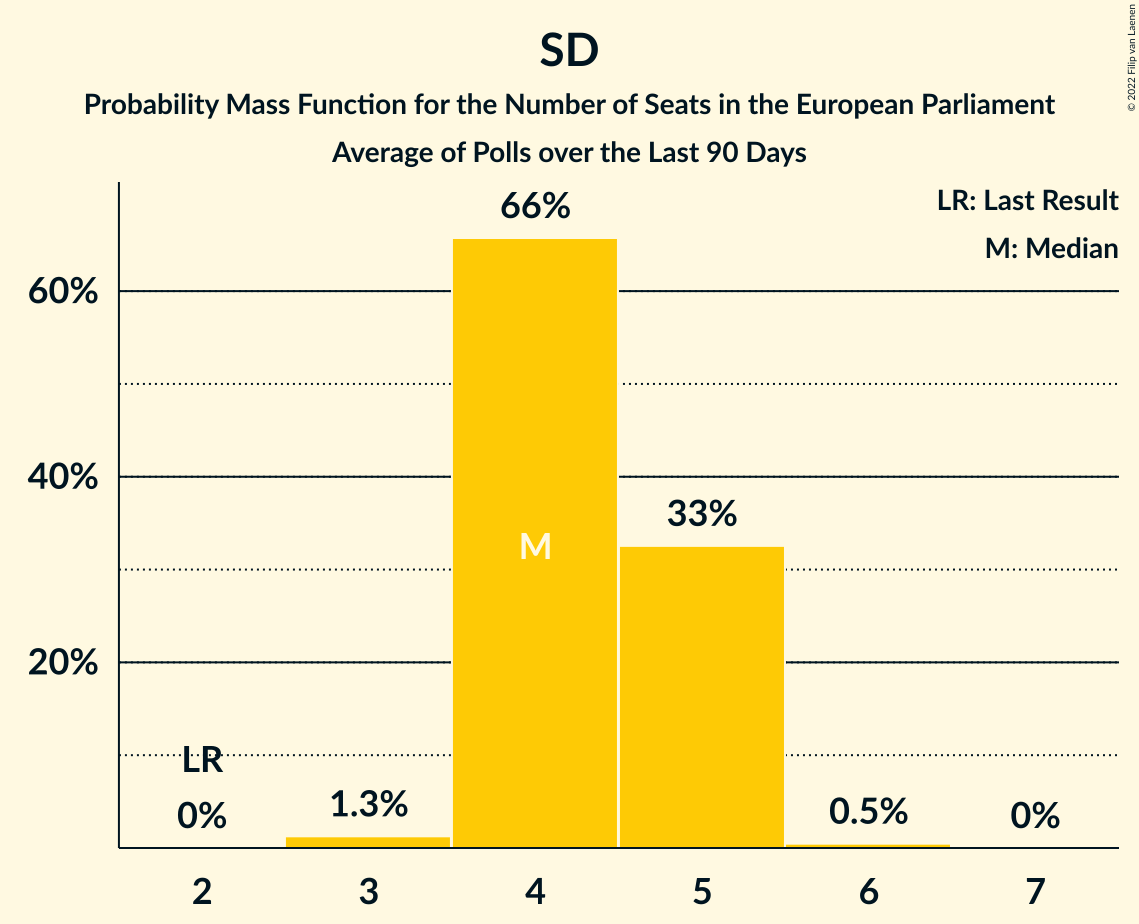 SD
Probability Mass Function for the Number of Seats in the European Parliament
Average of Polls over the Last 90 Days
© 2022 Filip van Laenen
LR: Last Result
M: Median
60%
40%
20%
LR
0%
1.3%
66%
M
33%
0.5%
0%
2 3 4 5 6 7